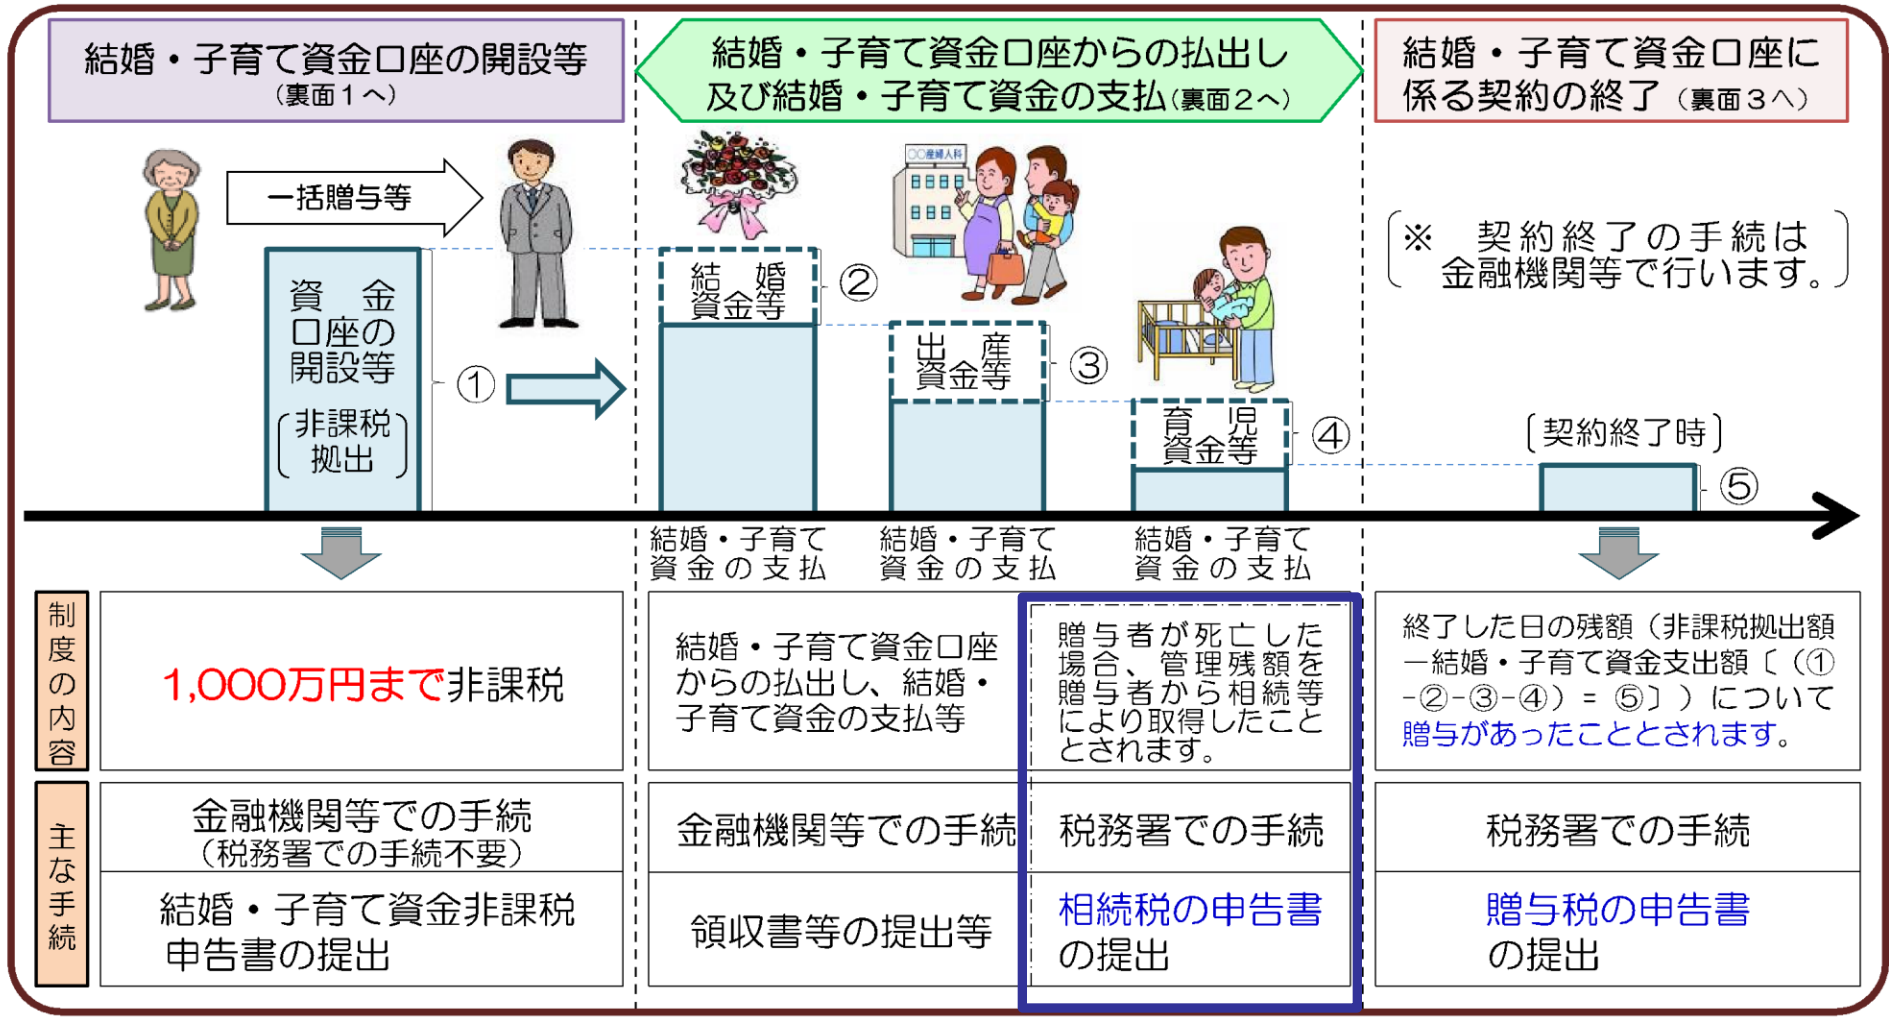 結婚・子育て資金口座の開設等
（裏面１へ）
結婚・子育て資金口座からの払出し
及び結婚・子育て資金の支払（裏面２へ）
結婚・子育て資金口座に
係る契約の終了（裏面３へ）
一括贈与等
〇〇産婦人科
※　契約終了の手続は
金融機関等で行います。
資　金
口座の
開設等
非課税
拠出
①
結　婚
資金等
②
出　産
資金等
③
育　児
資金等
④
〔契約終了時〕
⑤
結婚・子育て
資金の支払
結婚・子育て
資金の支払
結婚・子育て
資金の支払
制度の内容
1,000万円まで非課税
結婚・子育て資金口座
からの払出し、結婚・
子育て資金の支払等
贈与者が死亡した
場合、管理残額を
贈与者から相続等
により取得したこと
とされます。
終了した日の残額（非課税拠出額
－結婚・子育て資金支出額〔（①
-②-③-④）＝⑤〕）について
贈与があったこととされます。
主な手続
金融機関等での手続
（税務署での手続不要）
金融機関等での手続
税務署での手続
税務署での手続
結婚・子育て資金非課税
申告書の提出
領収書等の提出等
相続税の申告書
の提出
贈与税の申告書
の提出